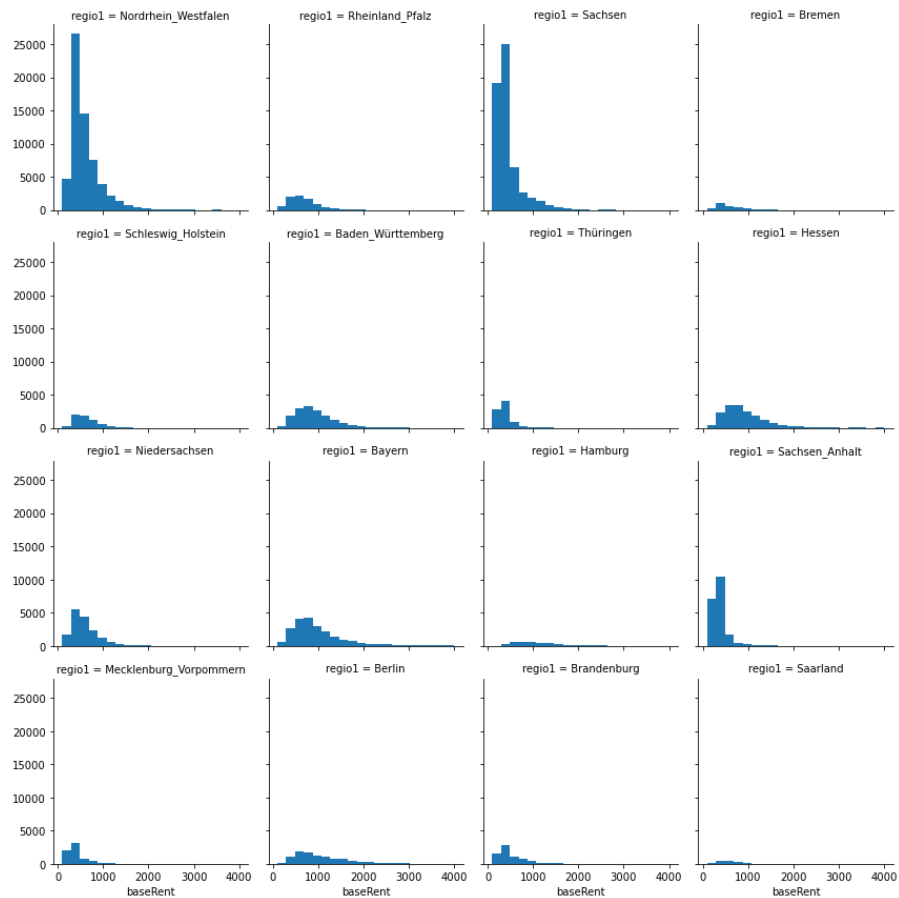 regio1 = Nordrhein_Westfalen
regio1 = Rheinland_Pfalz
regio1 = Sachsen
regio1 = Bremen
25000
20000
15000
10000
5000
0
regio1 = Schleswig_Holstein
regio1 = Baden_Württemberg
regio1 = Thüringen
regio1 = Hessen
25000
20000
15000
10000
5000
0
regio1 = Niedersachsen
regio1 = Bayern
regio1 = Hamburg
regio1 = Sachsen_Anhalt
25000
20000
15000
10000
5000
0
regio1 = Mecklenburg_Vorpommern
regio1 = Berlin
regio1 = Brandenburg
regio1 = Saarland
25000
20000
15000
10000
5000
0
0 1000 2000 3000 4000
baseRent
0 1000 2000 3000 4000
baseRent
0 1000 2000 3000 4000
baseRent
0 1000 2000 3000 4000
baseRent